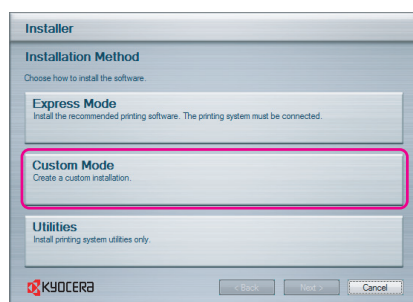 Installer
Installation Method
Choose how to install the software.
Express Mode
Install the recommended printing software. The printing system must be connected.
Custom Mode
Create a custom installation.
Utilities
Install printing system utilities only.
KYOCERA
< Back
Next >
Cancel